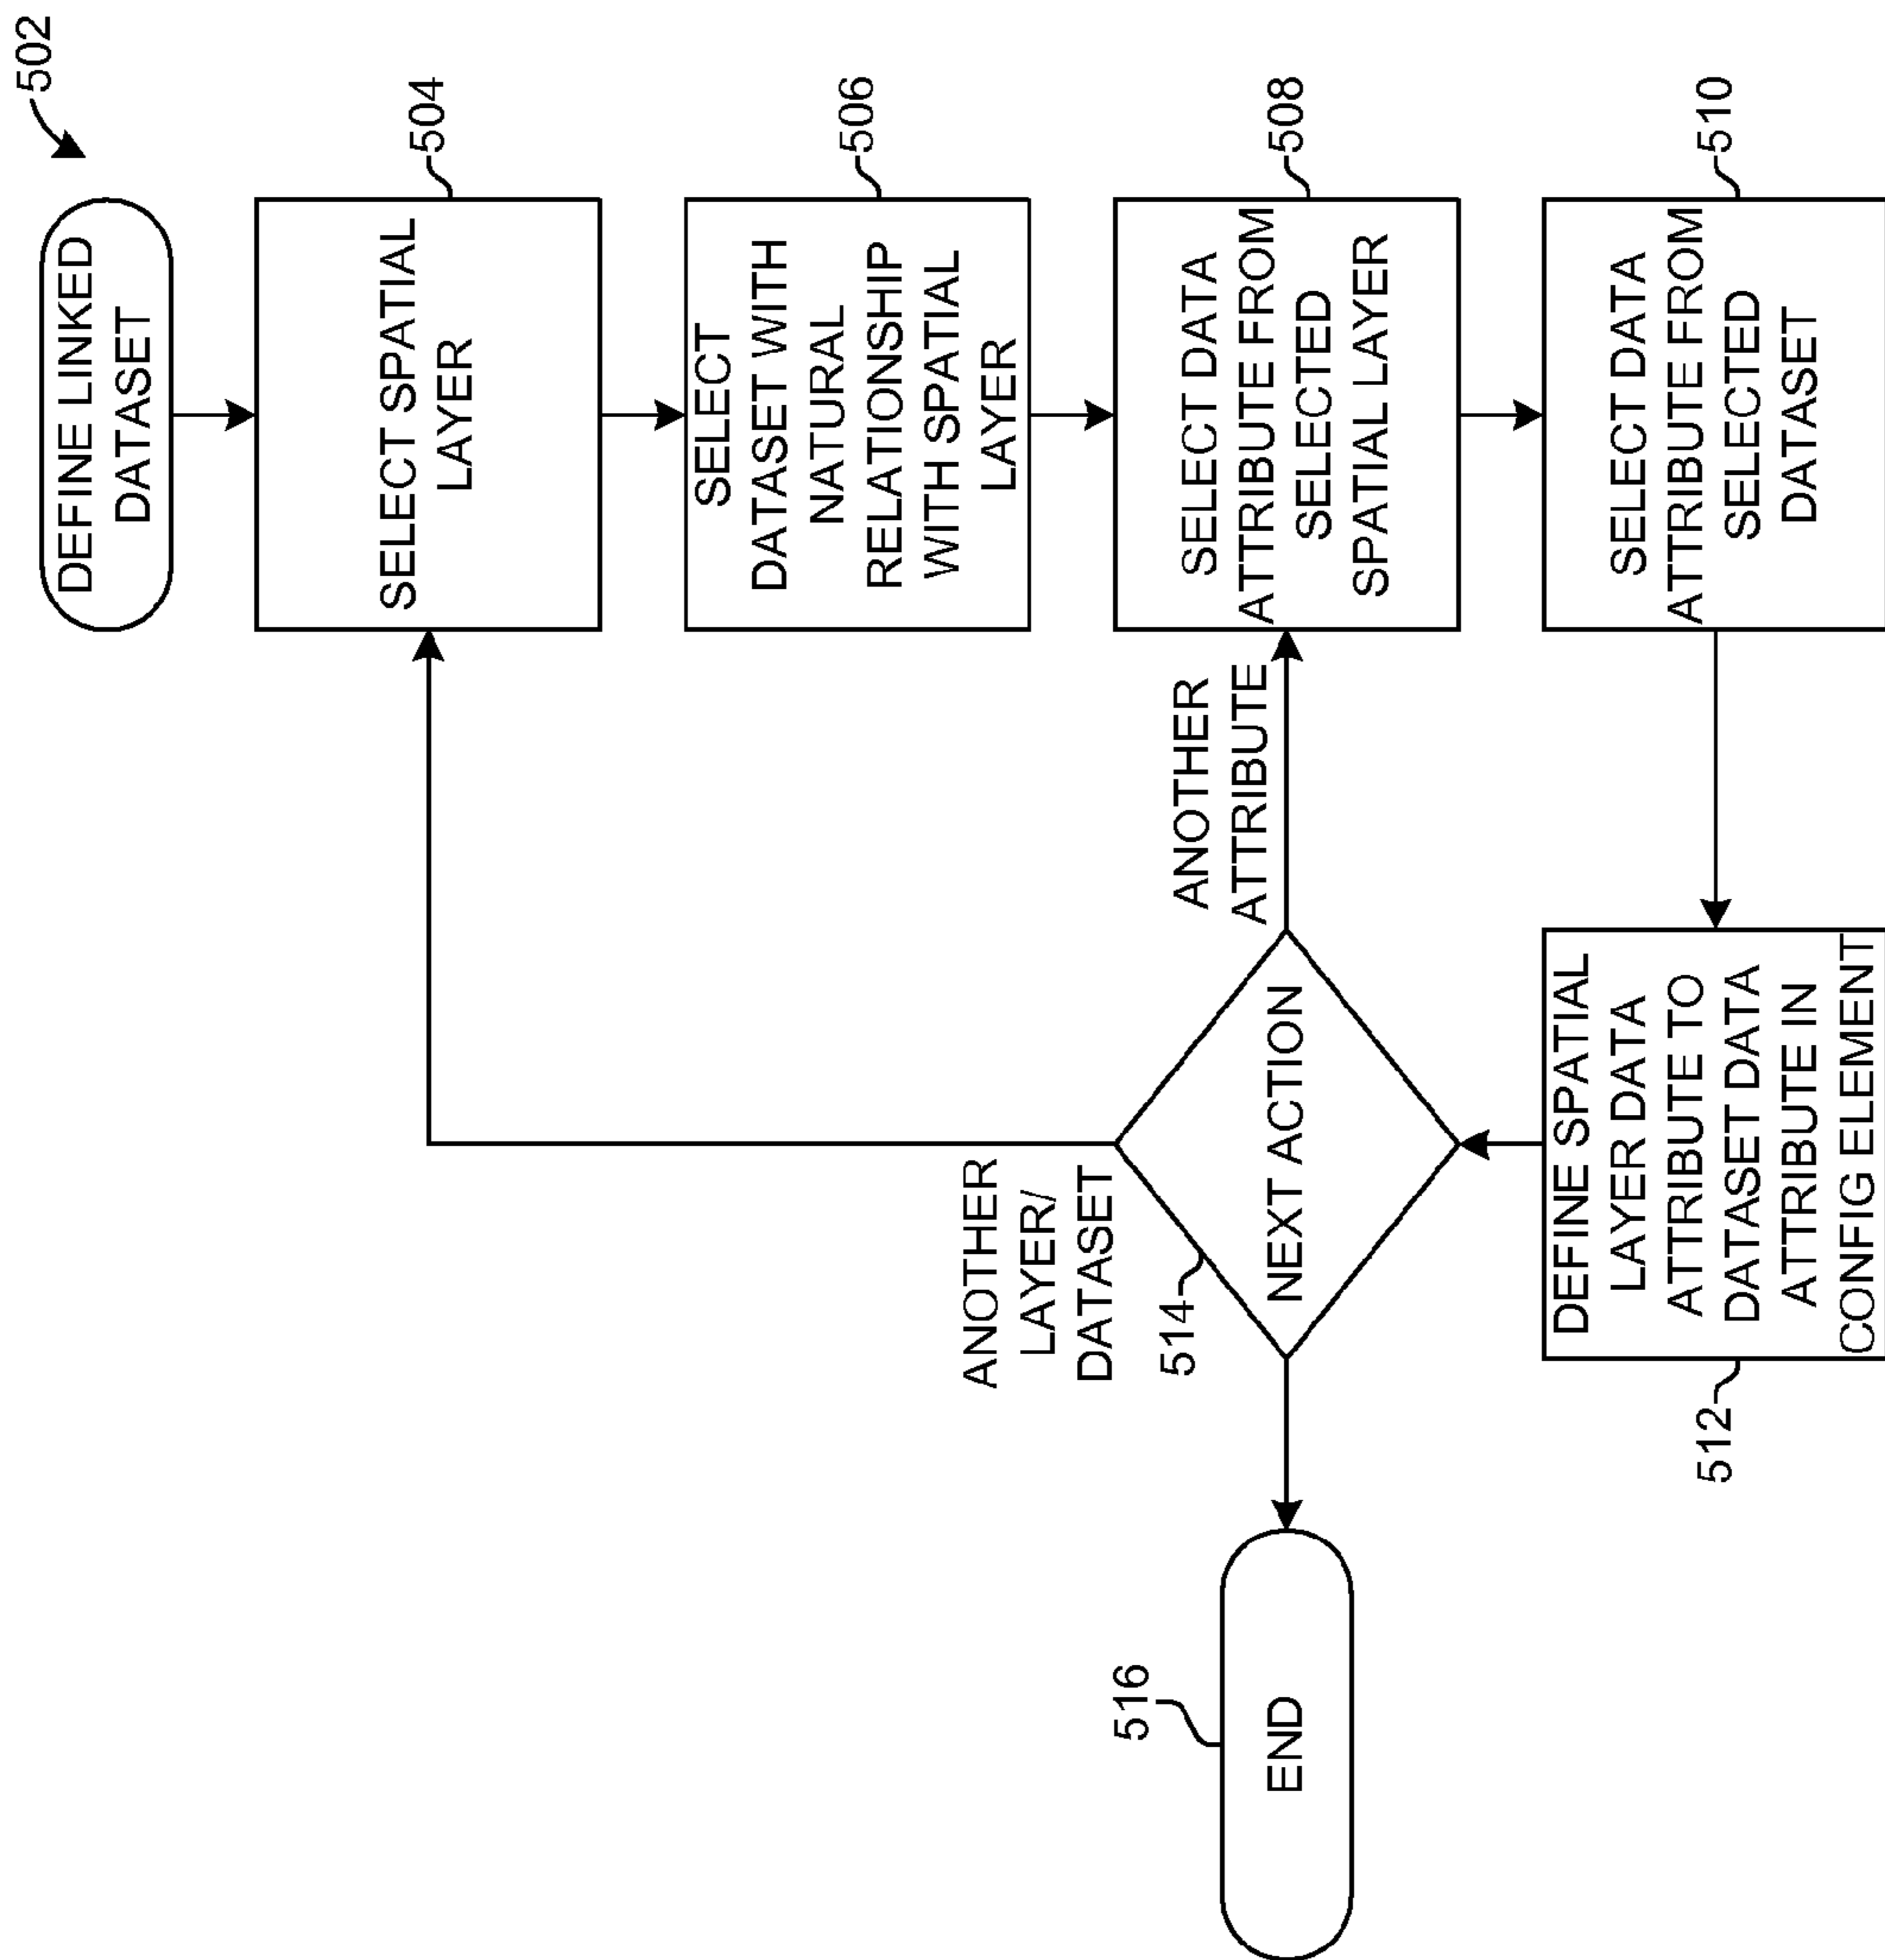 502
DEFINE LINKED
DATASET
SELECT SPATIAL
LAYER
504
SELECT
DATASET WITH
NATURAL
RELATIONSHIP
WITH SPATIAL
LAYER
506
SELECT DATA
ATTRIBUTE FROM
SELECTED
SPATIAL LAYER
508
SELECT DATA
ATTRIBUTE FROM
SELECTED
DATASET
510
DEFINE SPATIAL
LAYER DATA
ATTRIBUTE TO
DATASET DATA
ATTRIBUTE IN
CONFIG ELEMENT
512
NEXT ACTION
514
ANOTHER
ATTRIBUTE
ANOTHER
LAYER/
DATASET
END
516